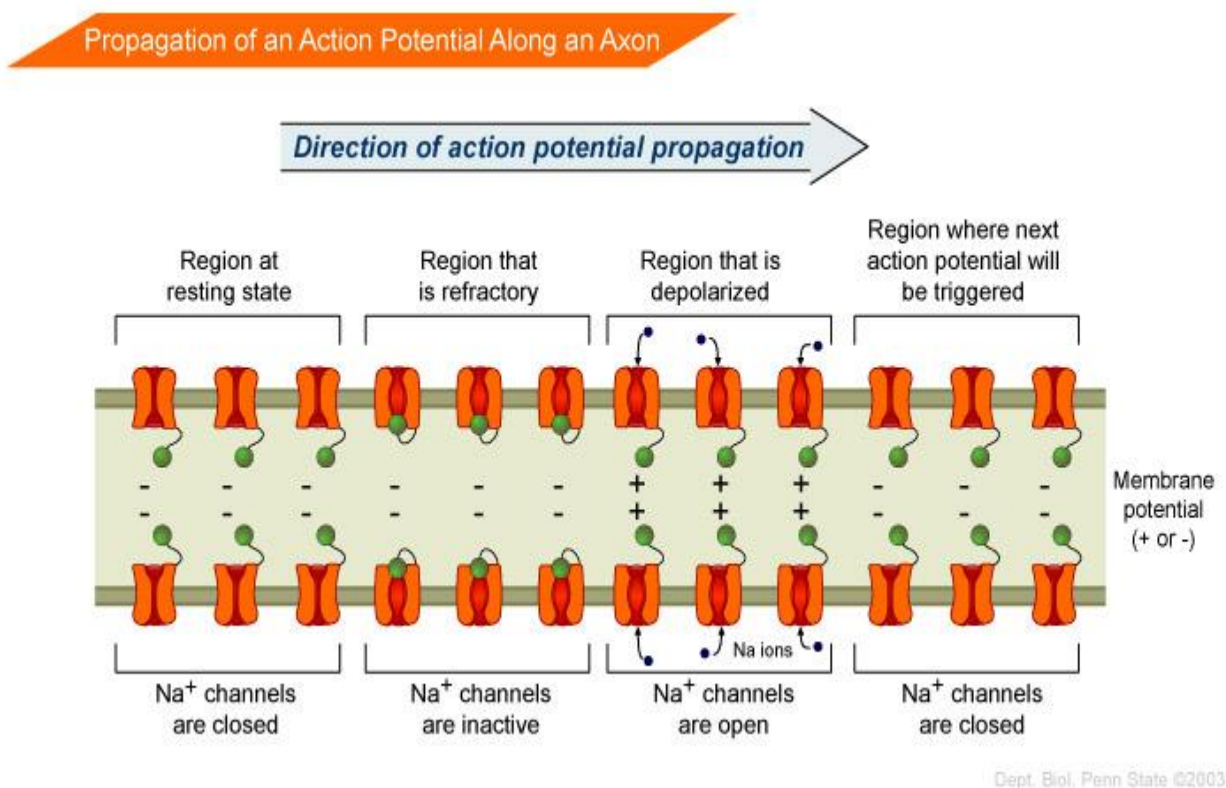 Propagation of an Action Potential Along an Axon
Direction of action potential propagation
Region at
resting state
Region that
is refractory
Region that is
depolarized
Region where next
action potential will
be triggered
- - - - - - + + + - - -
- - - - - - + + + - - -
Membrane
potential
(+ or -)
Na ions
Na+ channels
are closed
Na+ channels
are inactive
Na+ channels
are open
Na+ channels
are closed
Dept. Biol. Penn State ©2003